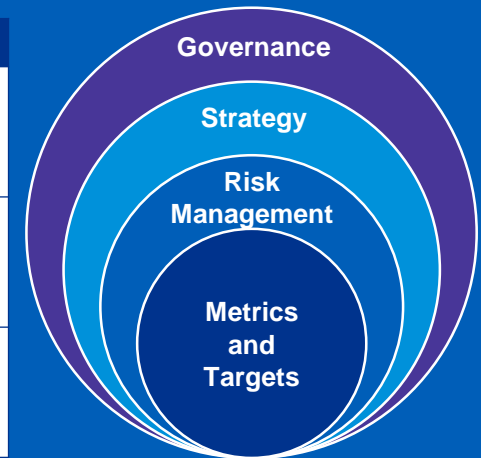 Governance
Strategy
Risk
Management
Metrics
and
Targets